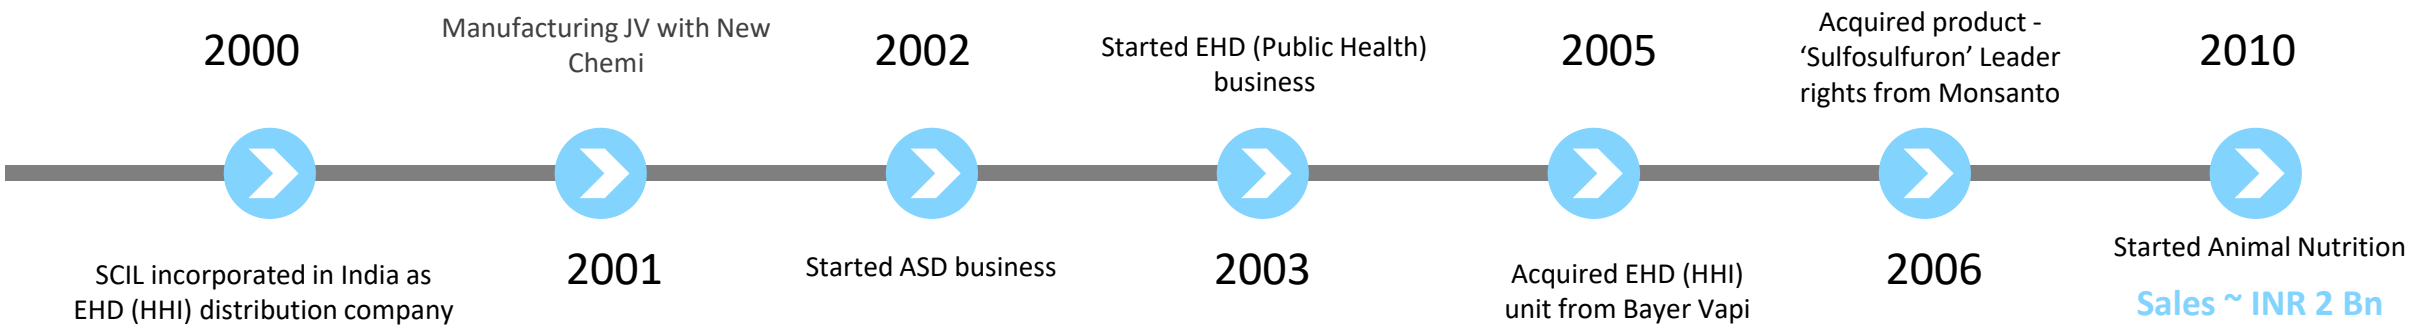 2000
SCIL incorporated in India as
EHD (HHI) distribution company
Manufacturing JV with New
Chemi
2001
2002
Started ASD business
Started EHD (Public Health)
business
2003
2005
Acquired EHD (HHI)
unit from Bayer Vapi
Acquired product -
‘Sulfosulfuron’ Leader
rights from Monsanto
2006
2010
Started Animal Nutrition
Sales ~ INR 2 Bn